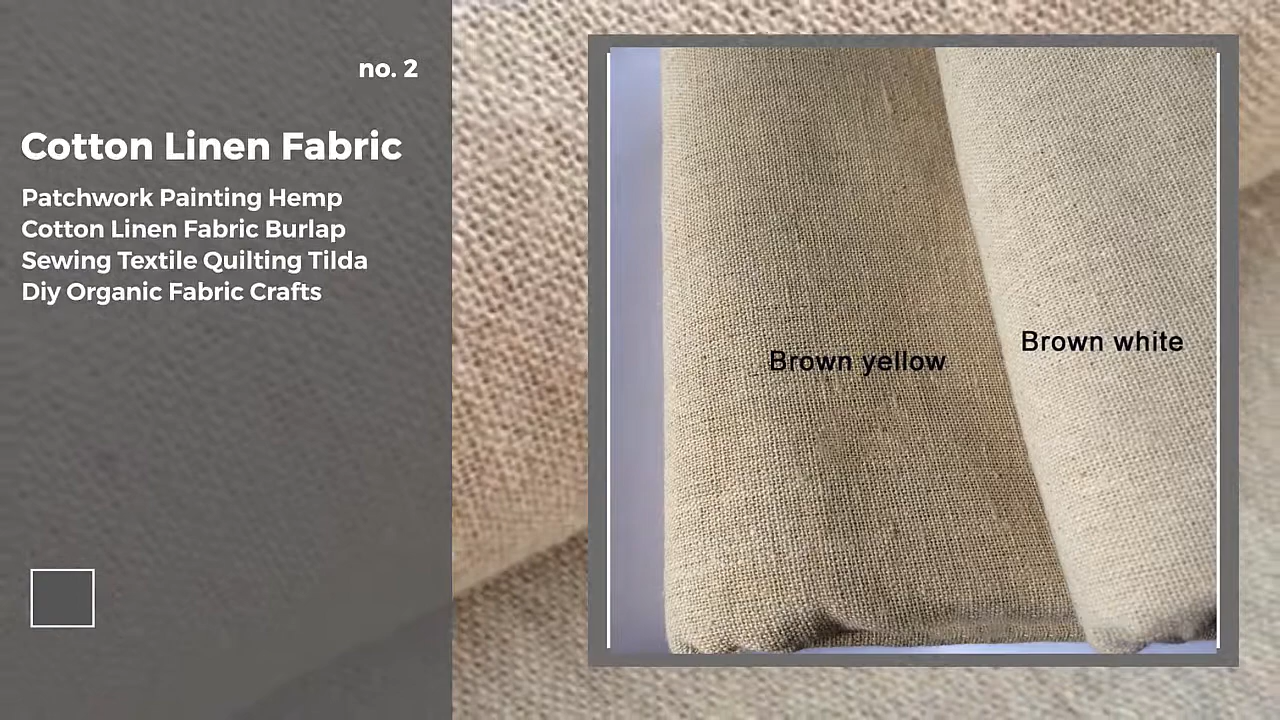 no. 2
Cotton Linen Fabric
Patchwork Painting Hemp
Cotton Linen Fabric Burlap
Sewing Textile Quilting Tilda
Diy Organic Fabric Crafts
Brown yellow
Brown white